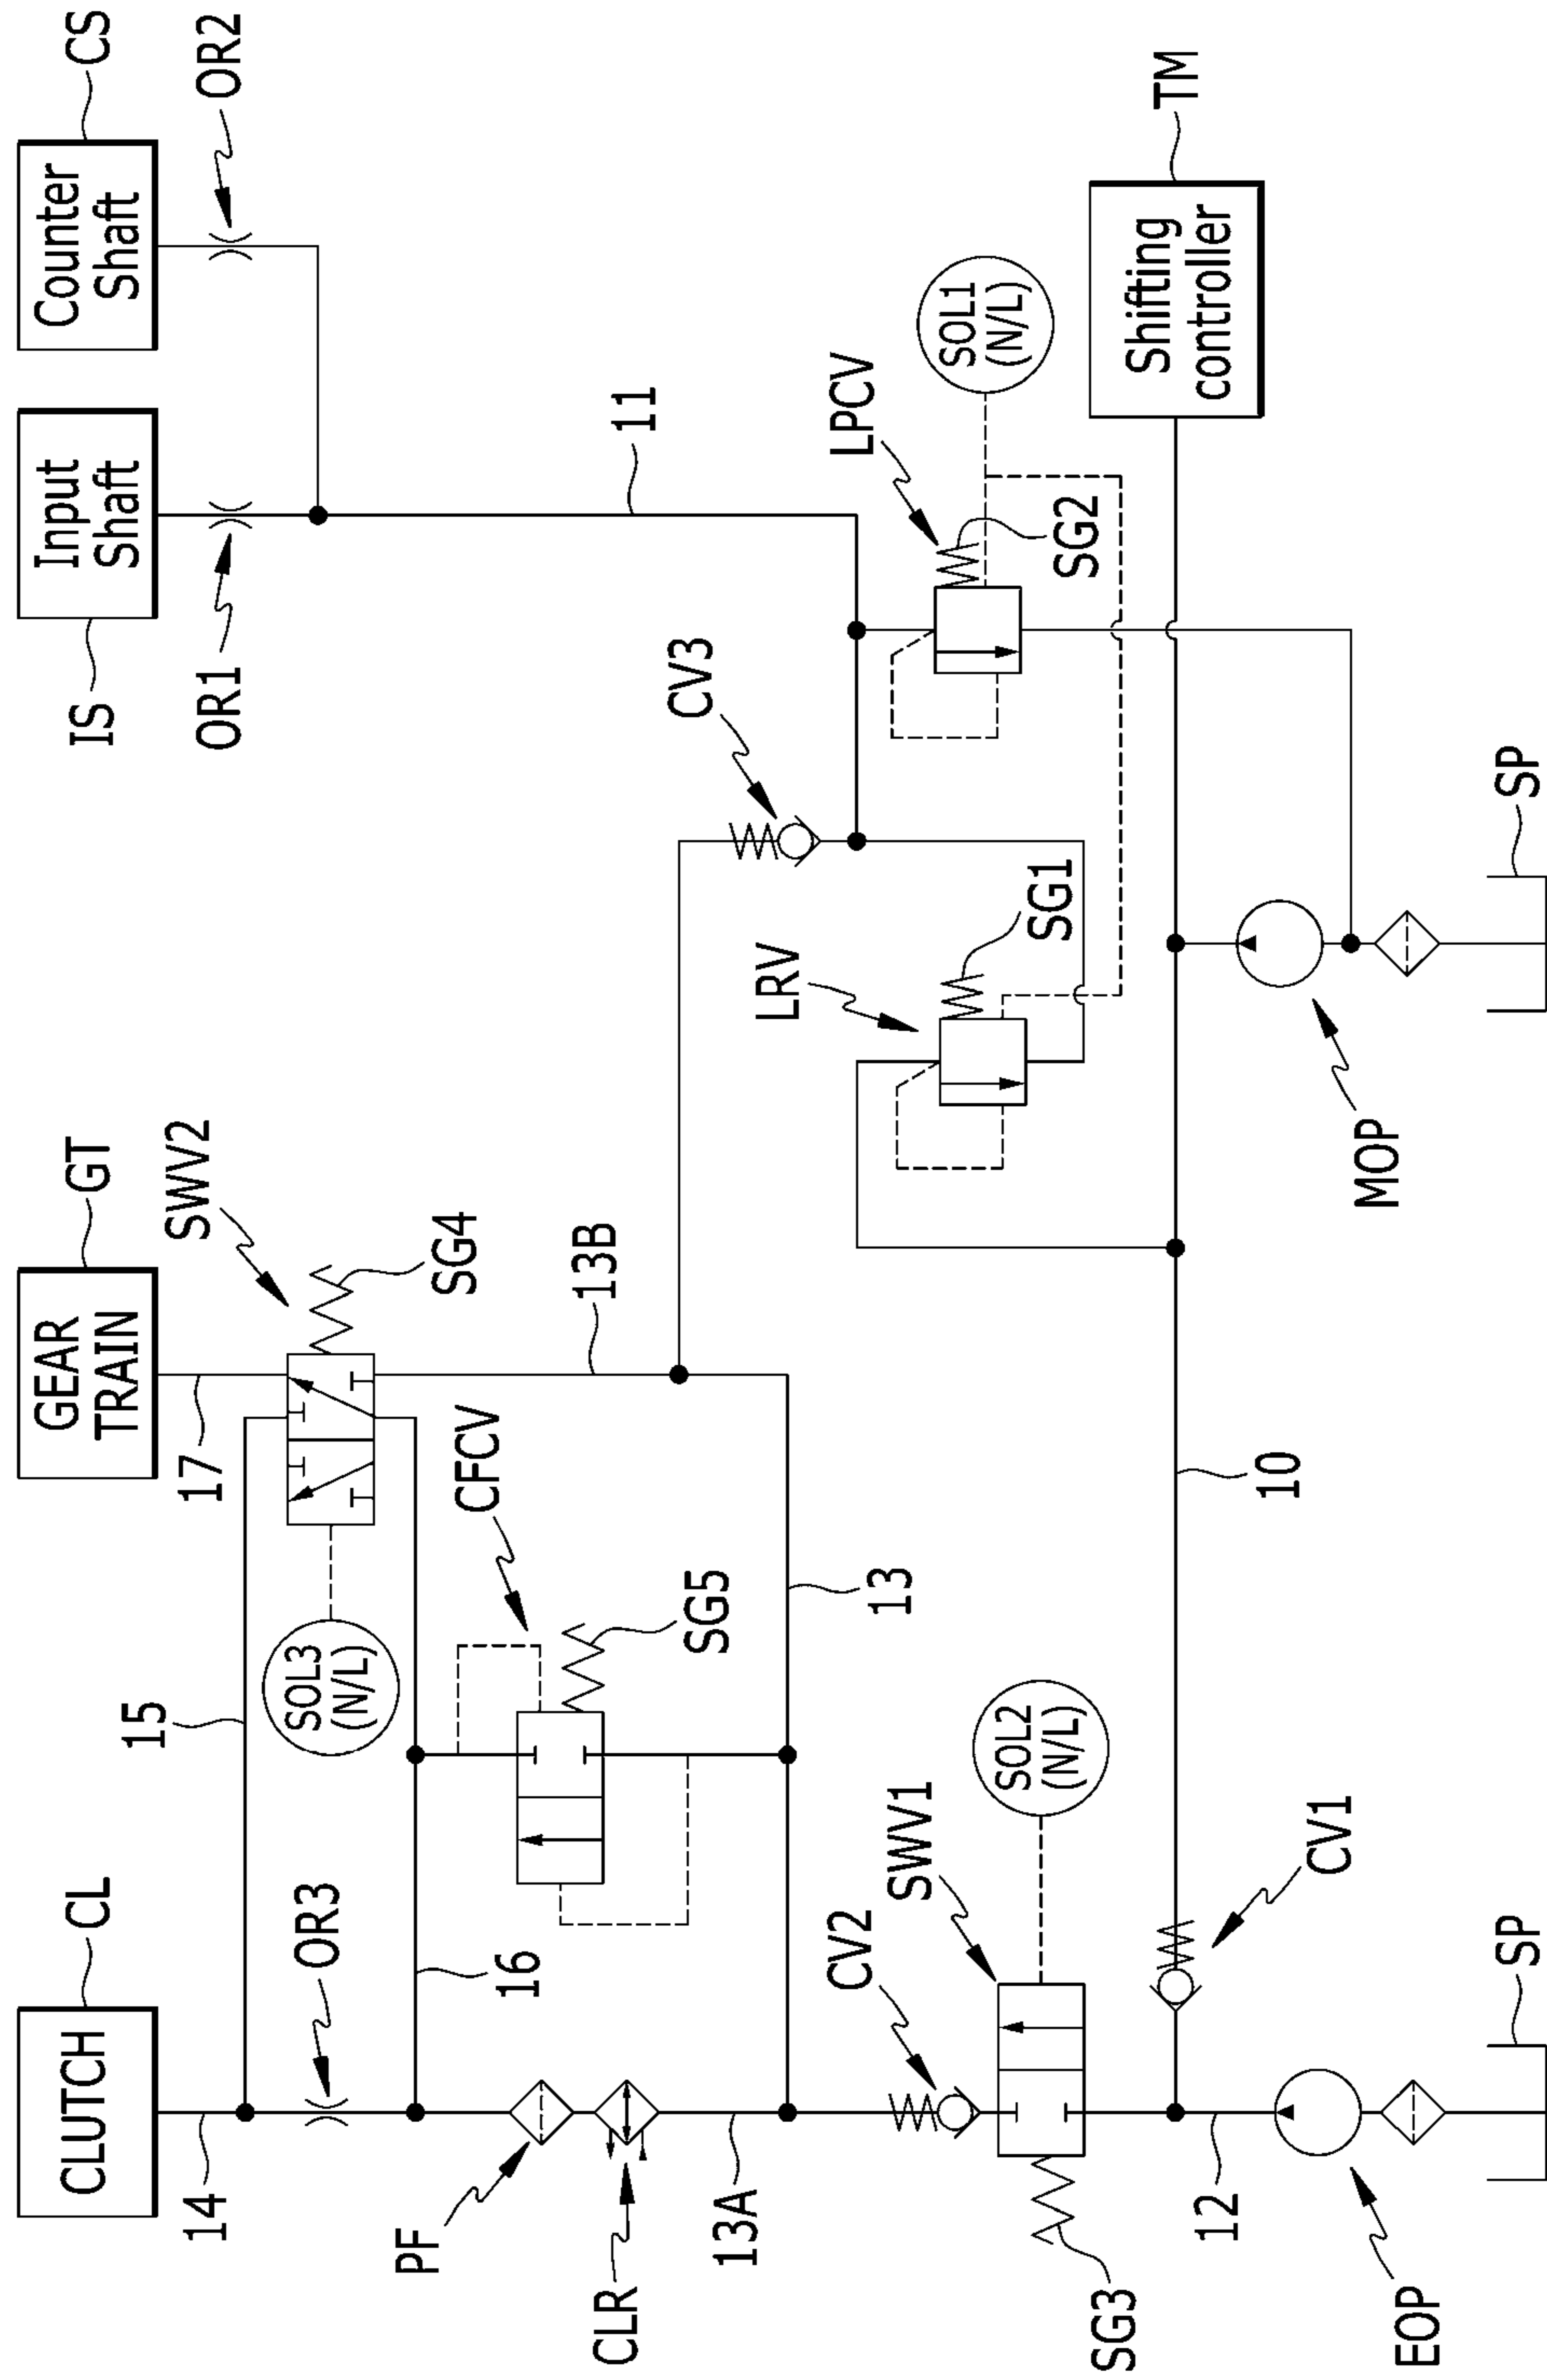 CLUTCH
CL
GEAR
TRAIN
GT
Input
Shaft
IS
Counter
Shaft
CS
14
15
17
SWV2
OR1
OR2
OR3
SOL3
(N/L)
SG4
PF
16
CFCV
13B
11
CLR
SG5
CV3
13A
13
LRV
LPCV
CV2
SWV1
SOL2
(N/L)
SG1
SG2
SOL1
(N/L)
SG3
12
CV1
10
Shifting
controller
TM
EOP
MOP
SP
SP